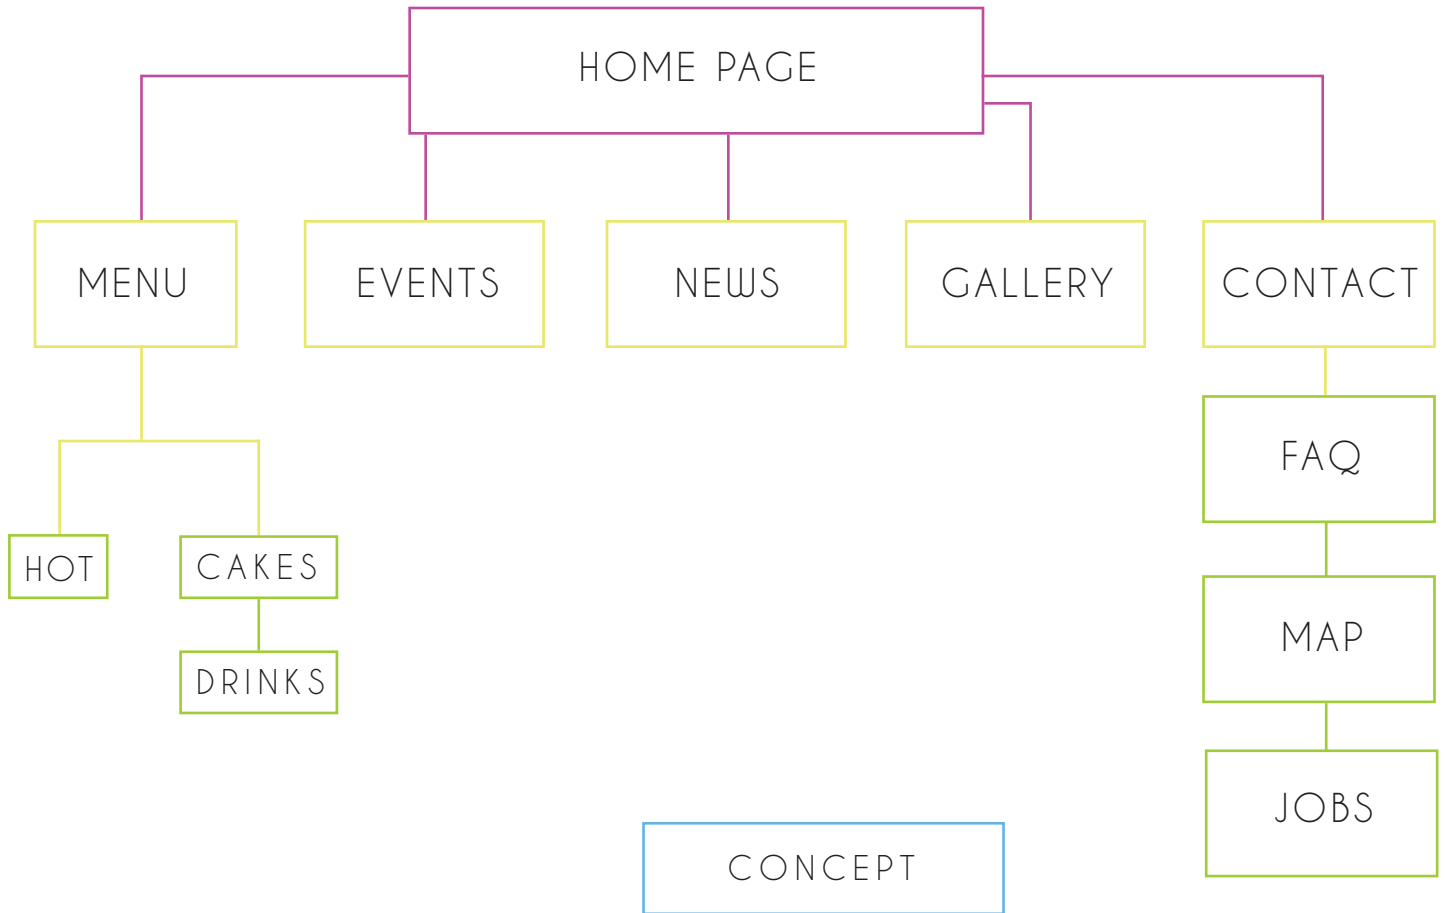 HOME PAGE
MENU
EVENTS
NEWS
GALLERY
CONTACT
FAQ
HOT
CAKES
MAP
DRINKS
JOBS
CONCEPT